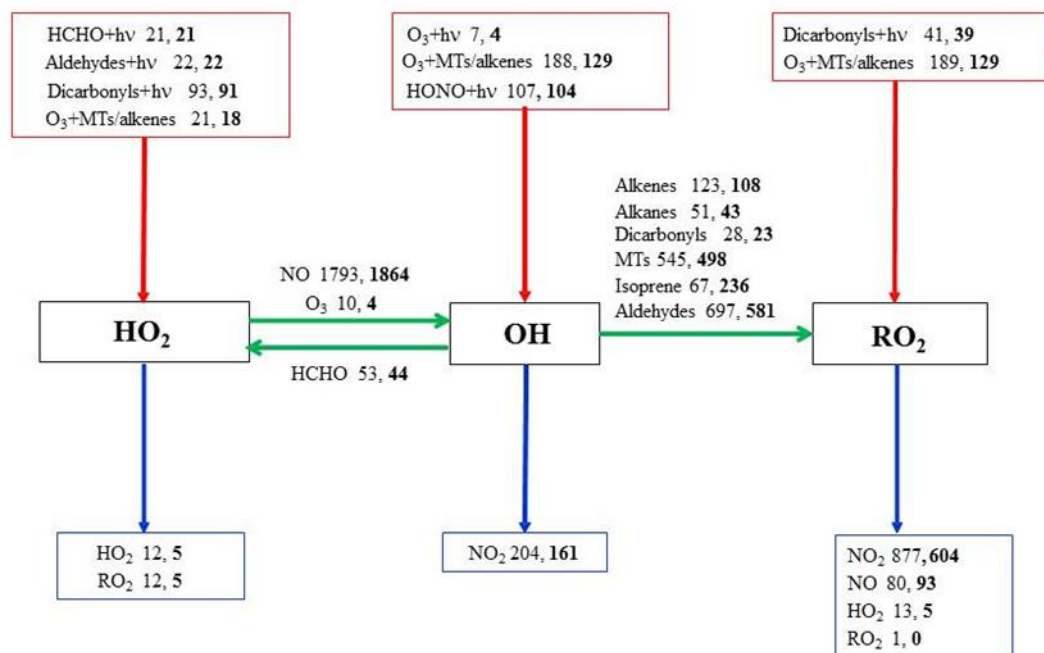 HCHO+hν 21, 21
Aldehydes+hν 22, 22
Dicarbonyls+hν 93, 91
O₃+MTs/alkenes 21, 18
O₃+hν 7, 4
O₃+MTs/alkenes 188, 129
HONO+hν 107, 104
Dicarbonyls+hν 41, 39
O₃+MTs/alkenes 189, 129
Alkenes 123, 108
Alkanes 51, 43
Dicarbonyls 28, 23
MTs 545, 498
Isoprene 67, 236
Aldehydes 697, 581
NO 1793, 1864
O₃ 10, 4
HO₂
OH
RO₂
HCHO 53, 44
HO₂ 12, 5
RO₂ 12, 5
NO₂ 204, 161
NO₂ 877, 604
NO 80, 93
HO₂ 13, 5
RO₂ 1, 0